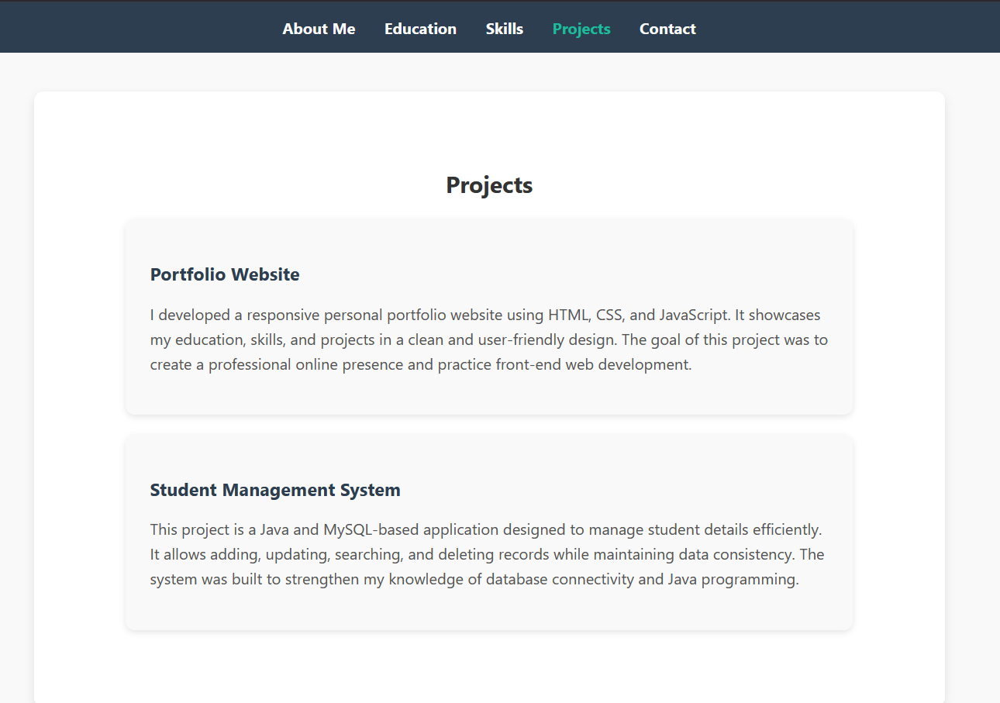 About Me Education Skills Projects Contact
Projects
Portfolio Website
I developed a responsive personal portfolio website using HTML, CSS, and JavaScript. It showcases
my education, skills, and projects in a clean and user-friendly design. The goal of this project was to
create a professional online presence and practice front-end web development.
Student Management System
This project is a Java and MySQL-based application designed to manage student details efficiently.
It allows adding, updating, searching, and deleting records while maintaining data consistency. The
system was built to strengthen my knowledge of database connectivity and Java programming.